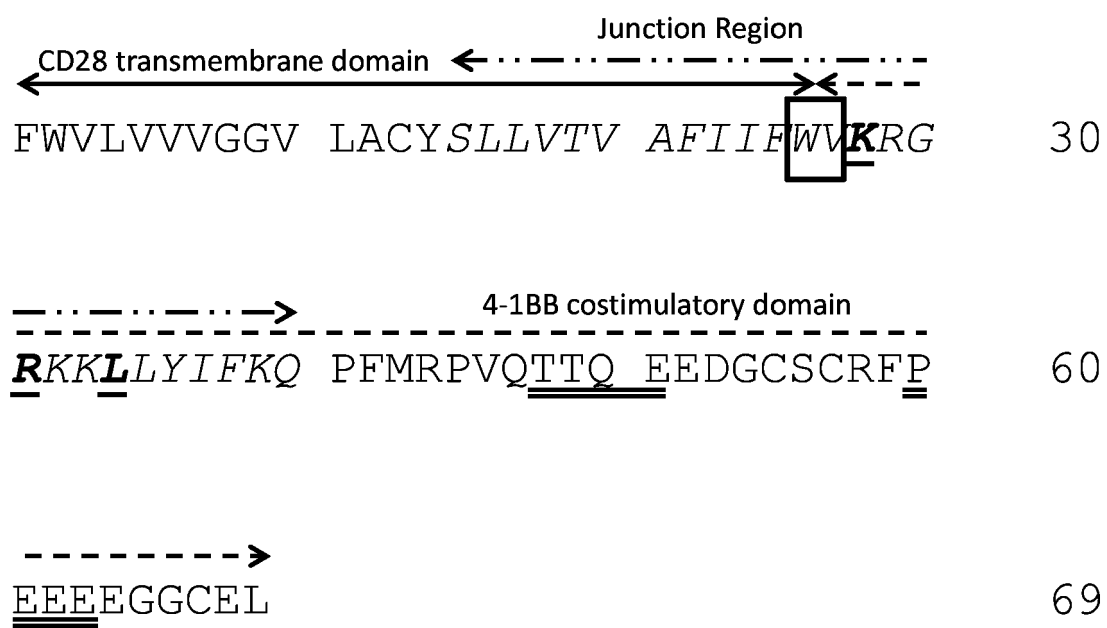 Junction Region
CD28 transmembrane domain
FWVLVVVGGV LACYSLLVTV AFIIFWVKRG 30
4-1BB costimulatory domain
RKKLLYIFKQ PFMRPVQTTQ EEDGCSCRFP 60
EEEEGGCEL 69